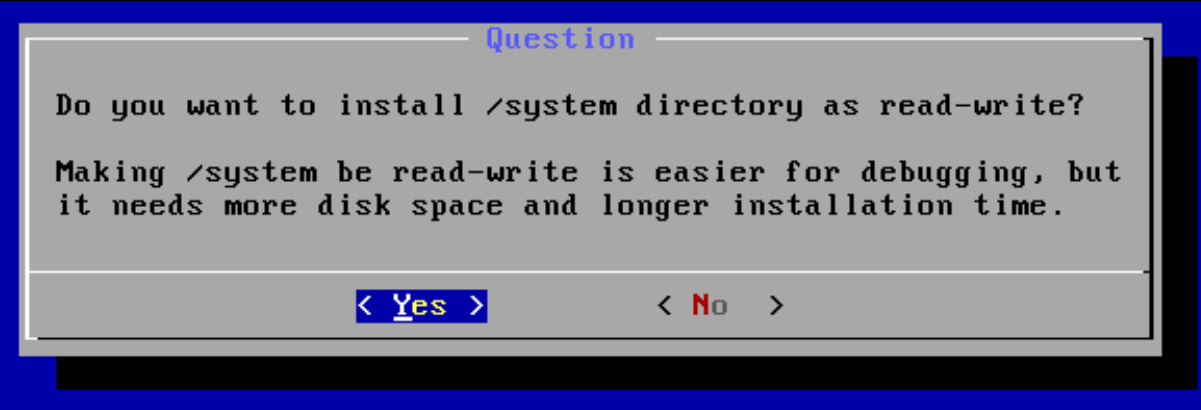 Question
Do you want to install /system directory as read-write?
Making /system be read-write is easier for debugging, but
it needs more disk space and longer installation time.
< Yes > < No >